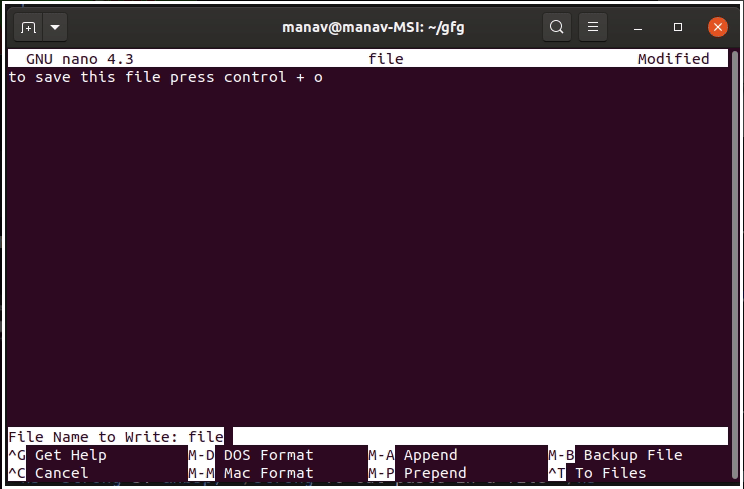 manav@manav-MSI: ~/gfg
GNU nano 4.3 file Modified
to save this file press control + o
File Name to Write: file
^G Get Help M-D DOS Format M-A Append M-B Backup File
^C Cancel M-M Mac Format M-P Prepend ^T To Files